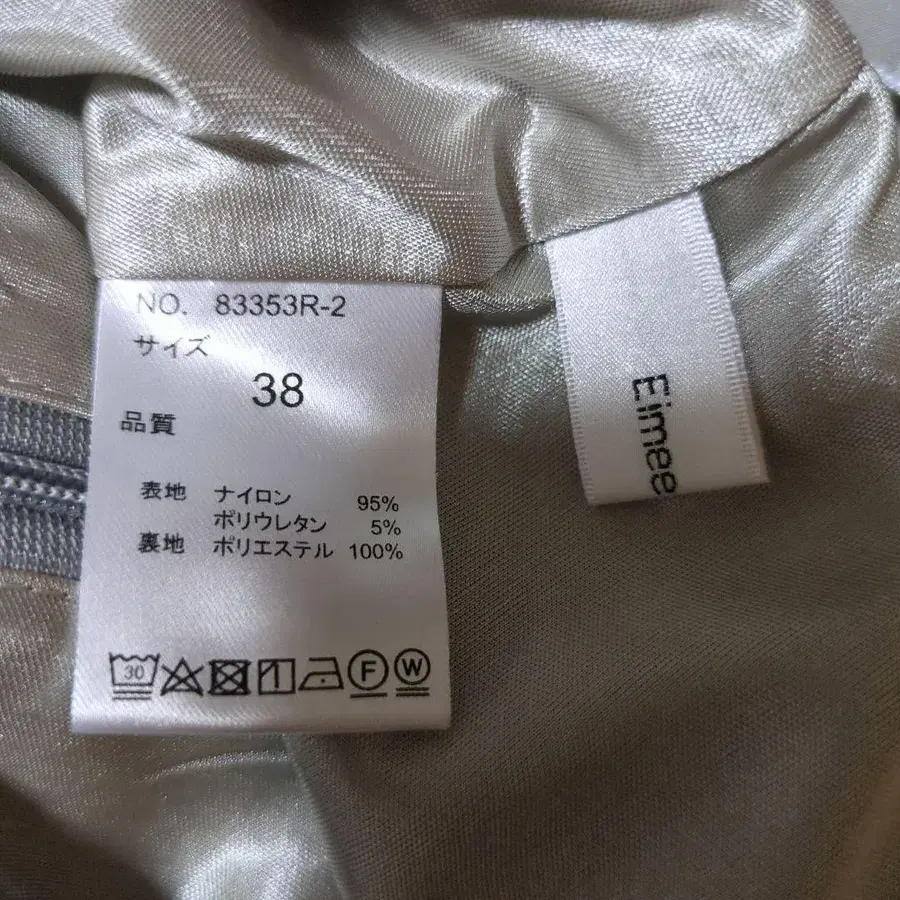 NO. 83353R-2
サイズ
38
品質
表地 ナイロン 95%
ポリウレタン 5%
裏地 ポリエステル 100%
30
F
W
Eimee